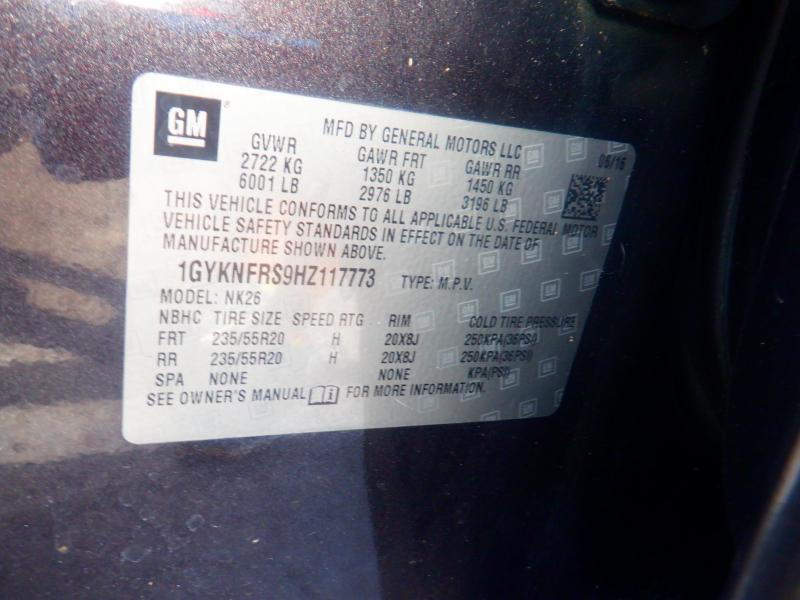 GM ®
MFD BY GENERAL MOTORS LLC
06/16
GVWR GAWR FRT GAWR RR
2722 KG 1350 KG 1450 KG
6001 LB 2976 LB 3196 LB
THIS VEHICLE CONFORMS TO ALL APPLICABLE U.S. FEDERAL MOTOR
VEHICLE SAFETY STANDARDS IN EFFECT ON THE DATE OF
MANUFACTURE SHOWN ABOVE.
1GYKNFRS9HZ117773 TYPE: M.P.V.
MODEL: NK26
NBHC TIRE SIZE SPEED RTG RIM COLD TIRE PRESSURE
FRT 235/55R20 H 20X8J 250KPA(36PSI)
RR 235/55R20 H 20X8J 250KPA(36PSI)
SPA NONE NONE KPA(PSI)
SEE OWNER'S MANUAL FOR MORE INFORMATION.